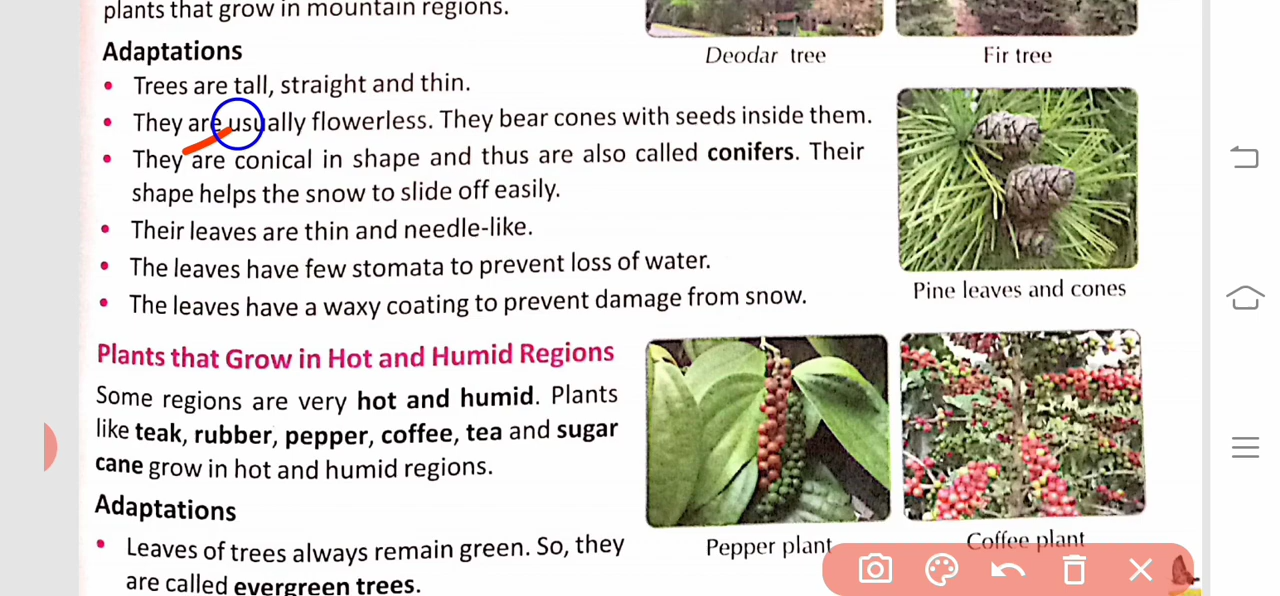 plants that grow in mountain regions.
Adaptations
Deodar tree
Fir tree
• Trees are tall, straight and thin.
• They are usually flowerless. They bear cones with seeds inside them.
• They are conical in shape and thus are also called conifers. Their
shape helps the snow to slide off easily.
• Their leaves are thin and needle-like.
• The leaves have few stomata to prevent loss of water.
• The leaves have a waxy coating to prevent damage from snow.
Pine leaves and cones
Plants that Grow in Hot and Humid Regions
Some regions are very hot and humid. Plants
like teak, rubber, pepper, coffee, tea and sugar
cane grow in hot and humid regions.
Adaptations
• Leaves of trees always remain green. So, they
are called evergreen trees.
Pepper plant
Coffee plant